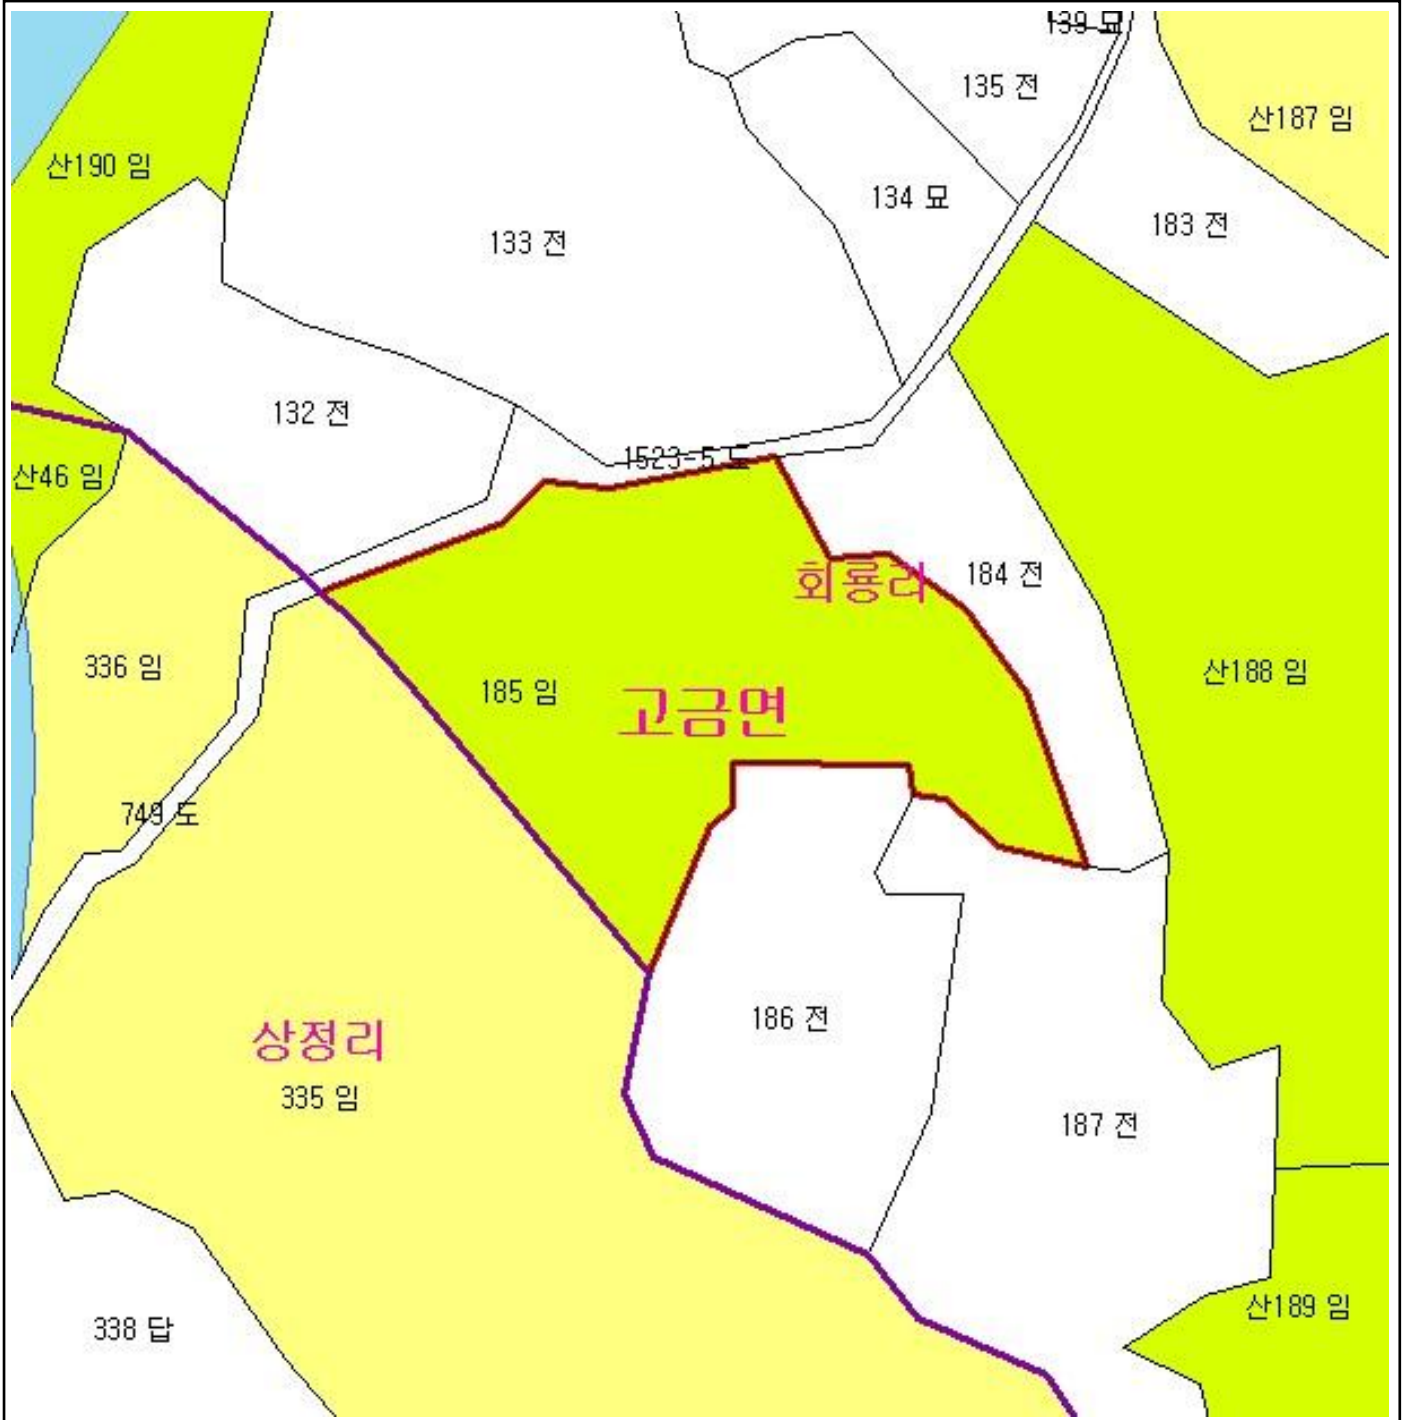 139 묘
135 전
산187 임
산190 임
134 묘
183 전
133 전
132 전
1523-5 도
산46 임
회룡리
184 전
336 임
185 임
고금면
산188 임
749 도
186 전
상정리
335 임
187 전
산189 임
338 답